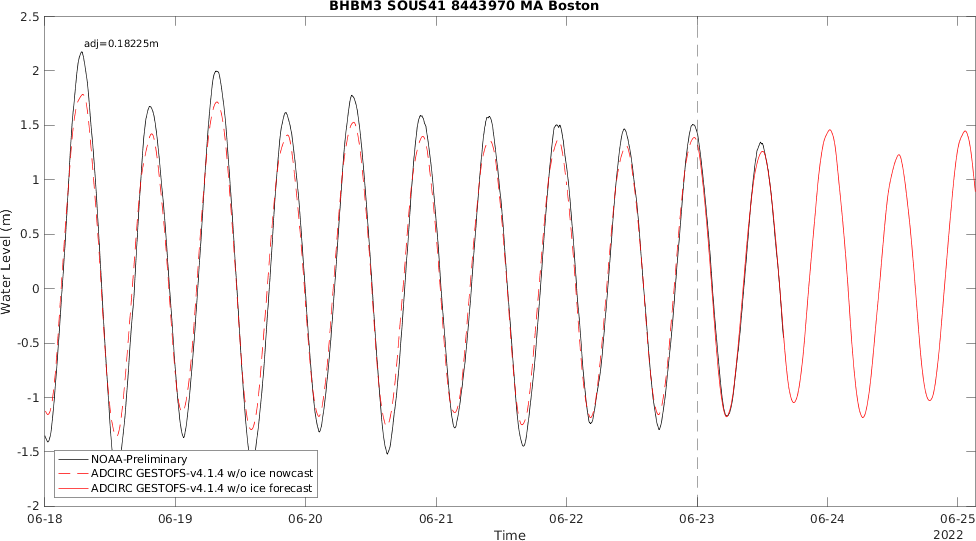 BHBM3 SOUS41 8443970 MA Boston
adj=0.18225m
2.5
2
1.5
1
0.5
0
-0.5
-1
-1.5
-2
Water Level (m)
NOAA-Preliminary
ADCIRC GESTOFS-v4.1.4 w/o ice nowcast
ADCIRC GESTOFS-v4.1.4 w/o ice forecast
06-18 06-19 06-20 06-21 06-22 06-23 06-24 06-25
Time
2022